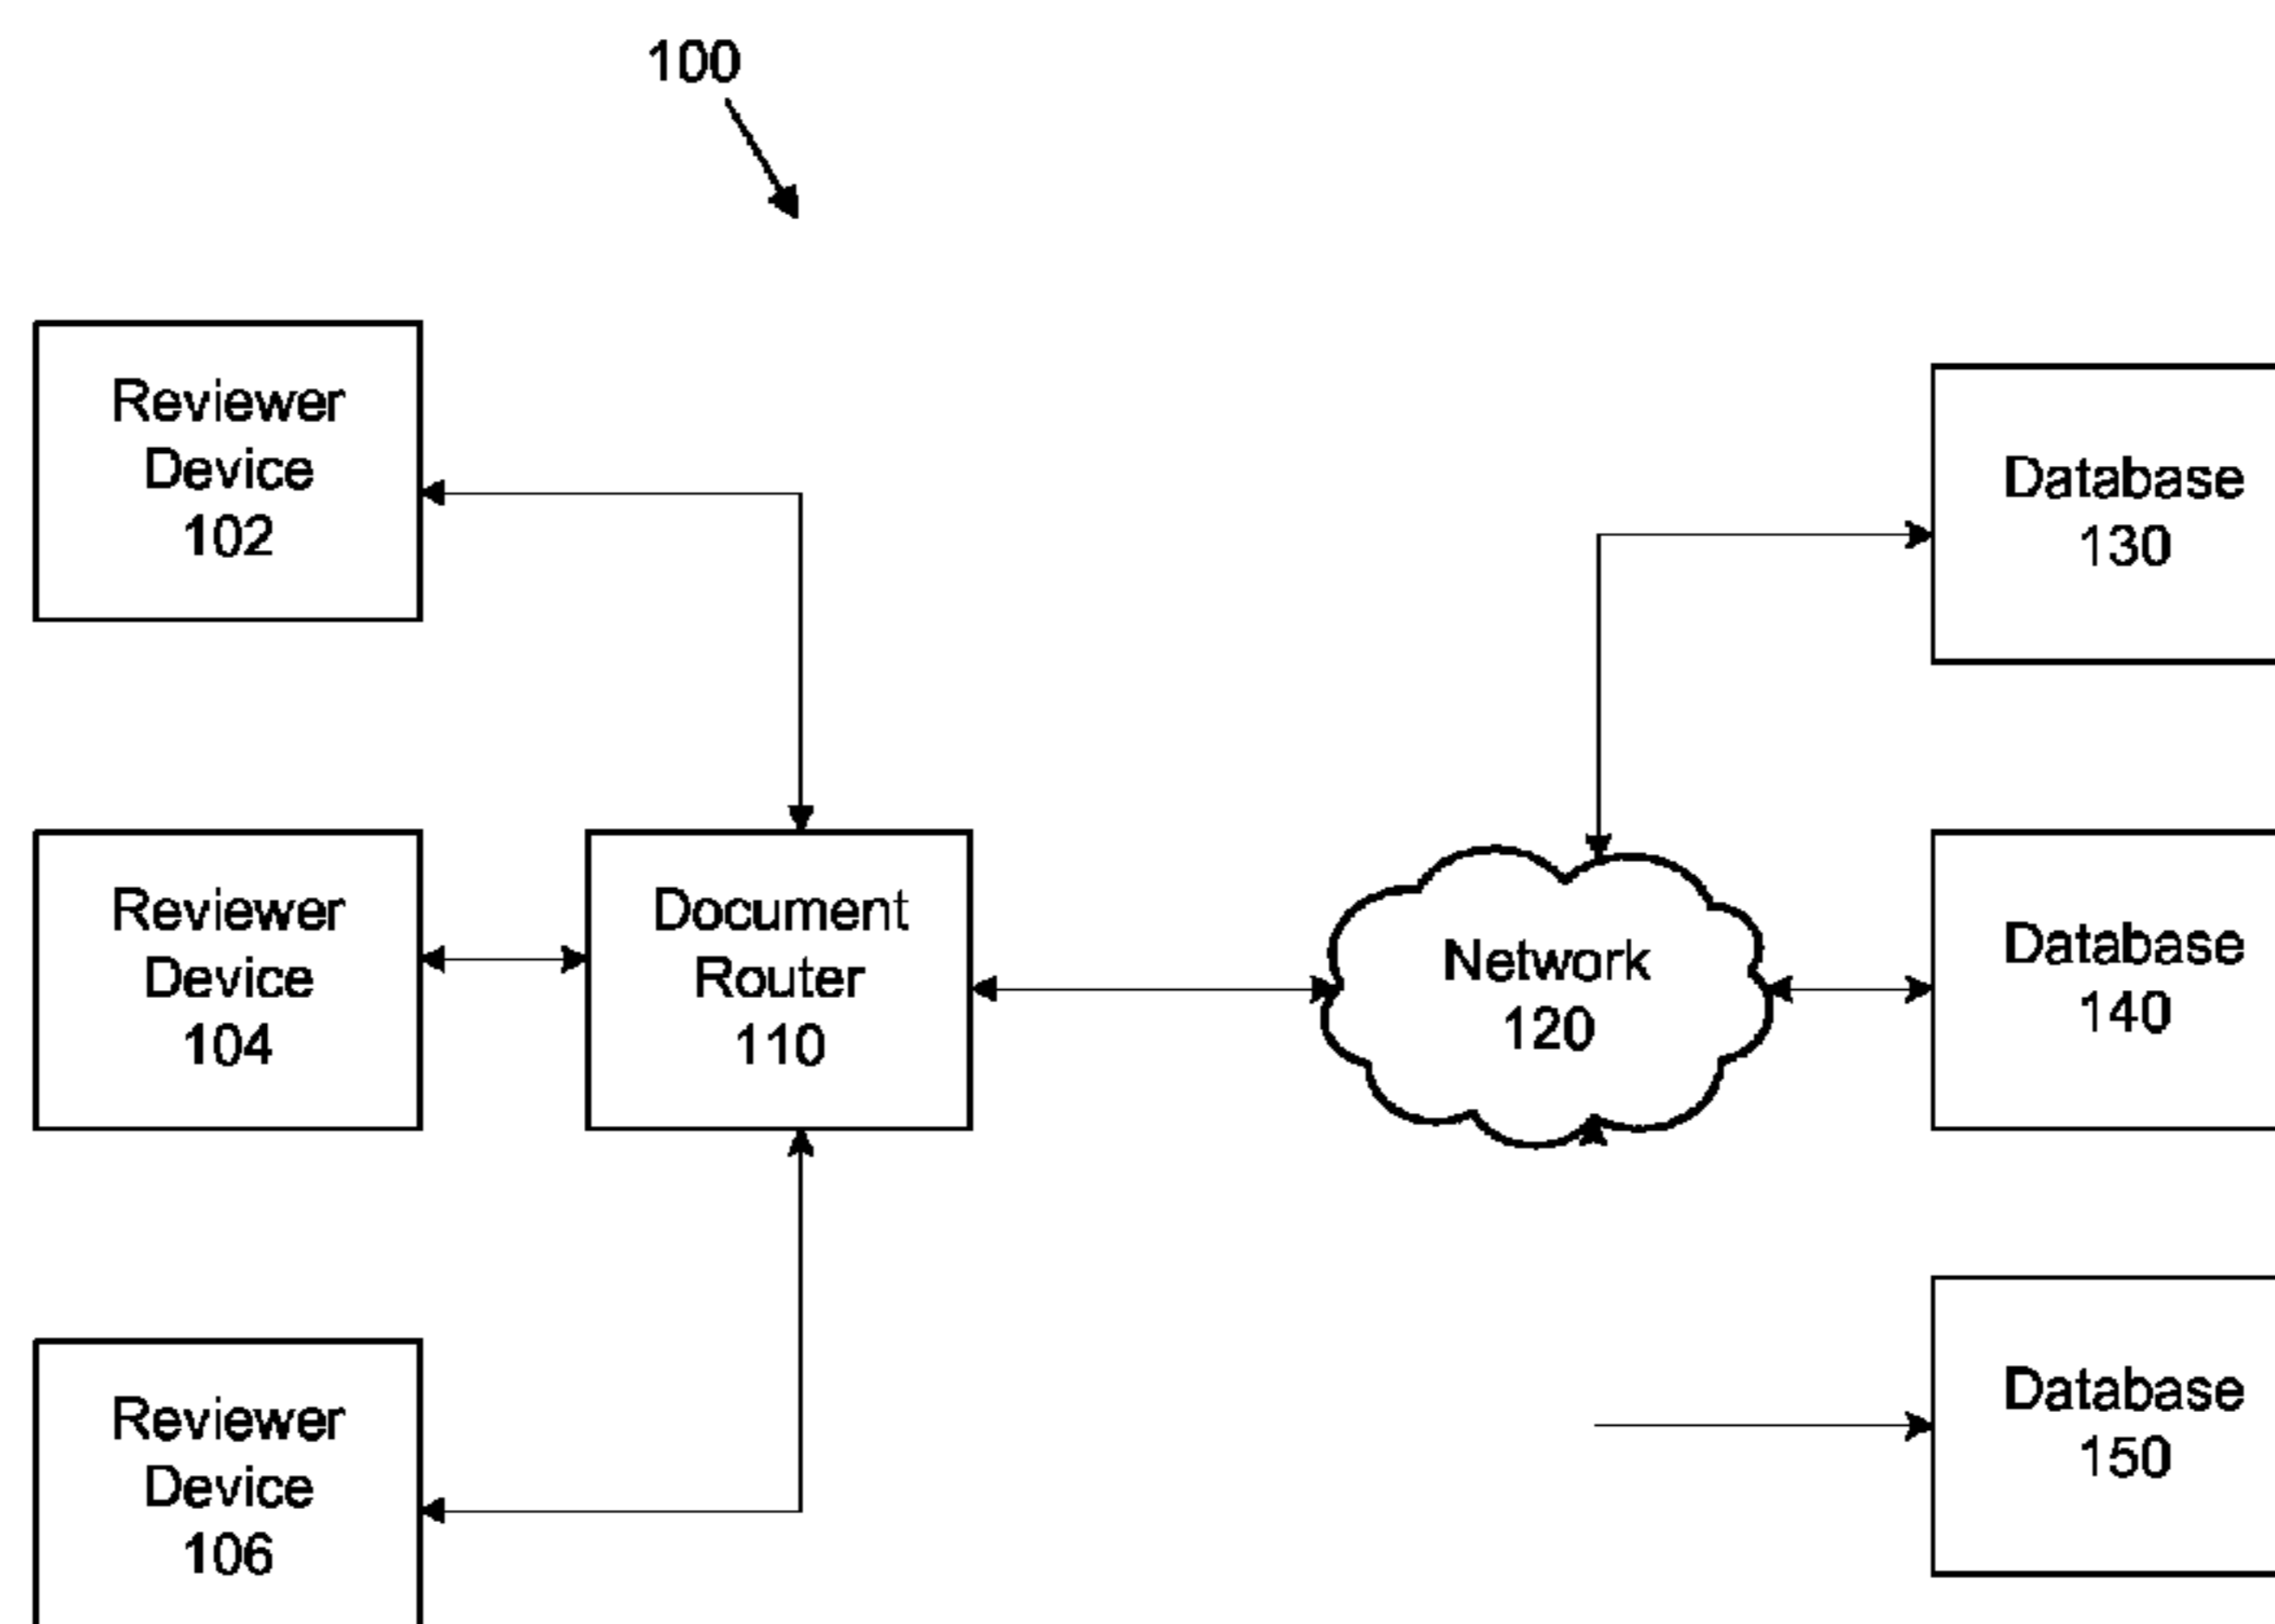 100
Reviewer
Device
102
Database
130
Reviewer
Device
104
Document
Router
110
Network
120
Database
140
Reviewer
Device
106
Database
150